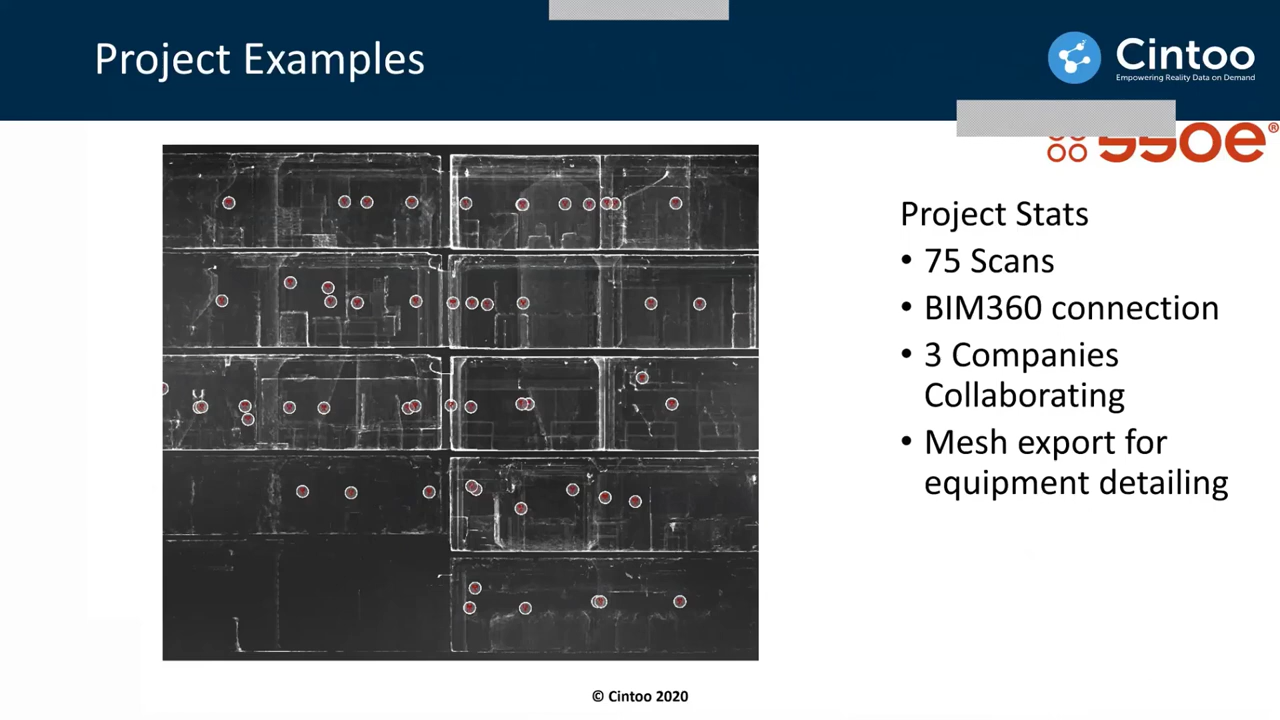 Project Examples
Cintoo
Empowering Reality Data on Demand
ssoe®
Project Stats
• 75 Scans
• BIM360 connection
• 3 Companies
Collaborating
• Mesh export for
equipment detailing
© Cintoo 2020